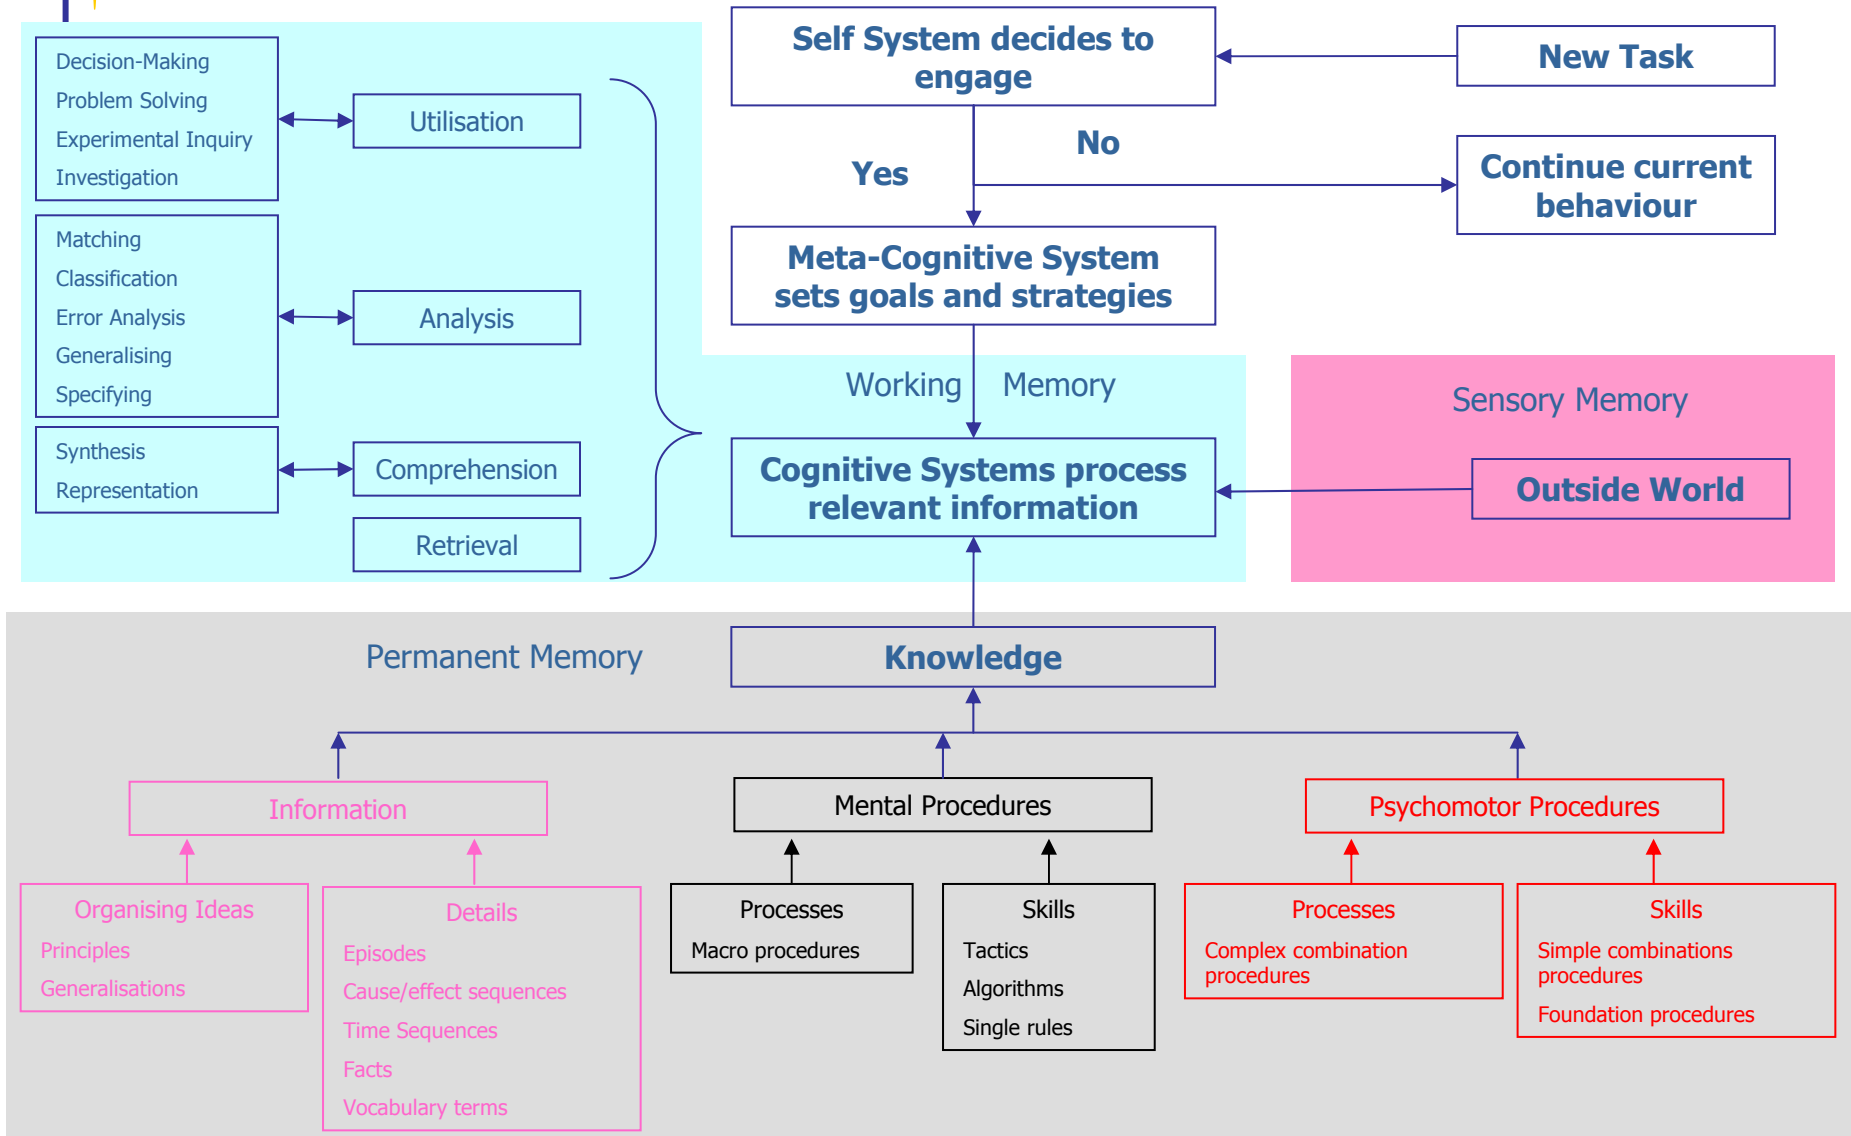 Self System decides to
engage
New Task
No
Yes
Continue current
behaviour
Meta-Cognitive System
sets goals and strategies
Decision-Making
Problem Solving
Experimental Inquiry
Investigation
Utilisation
Matching
Classification
Error Analysis
Generalising
Specifying
Analysis
Synthesis
Representation
Comprehension
Retrieval
Working Memory
Cognitive Systems process
relevant information
Sensory Memory
Outside World
Permanent Memory
Knowledge
Information
Mental Procedures
Psychomotor Procedures
Organising Ideas
Principles
Generalisations
Details
Episodes
Cause/effect sequences
Time Sequences
Facts
Vocabulary terms
Processes
Macro procedures
Skills
Tactics
Algorithms
Single rules
Processes
Complex combination
procedures
Skills
Simple combinations
procedures
Foundation procedures